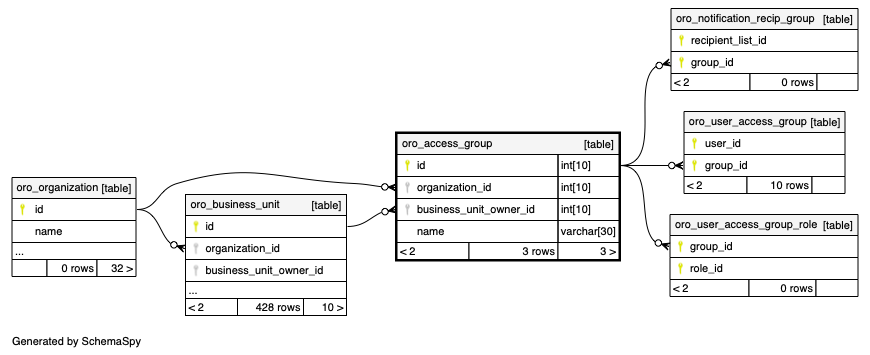 oro_notification_recip_group [table]
recipient_list_id
group_id
< 2 0 rows
oro_user_access_group [table]
user_id
group_id
< 2 10 rows
oro_access_group [table]
id int[10]
organization_id int[10]
business_unit_owner_id int[10]
name varchar[30]
< 2 3 rows 3 >
oro_organization [table]
id
name
...
0 rows 32 >
oro_business_unit [table]
id
organization_id
business_unit_owner_id
...
< 2 428 rows 10 >
oro_user_access_group_role [table]
group_id
role_id
< 2 0 rows
Generated by SchemaSpy